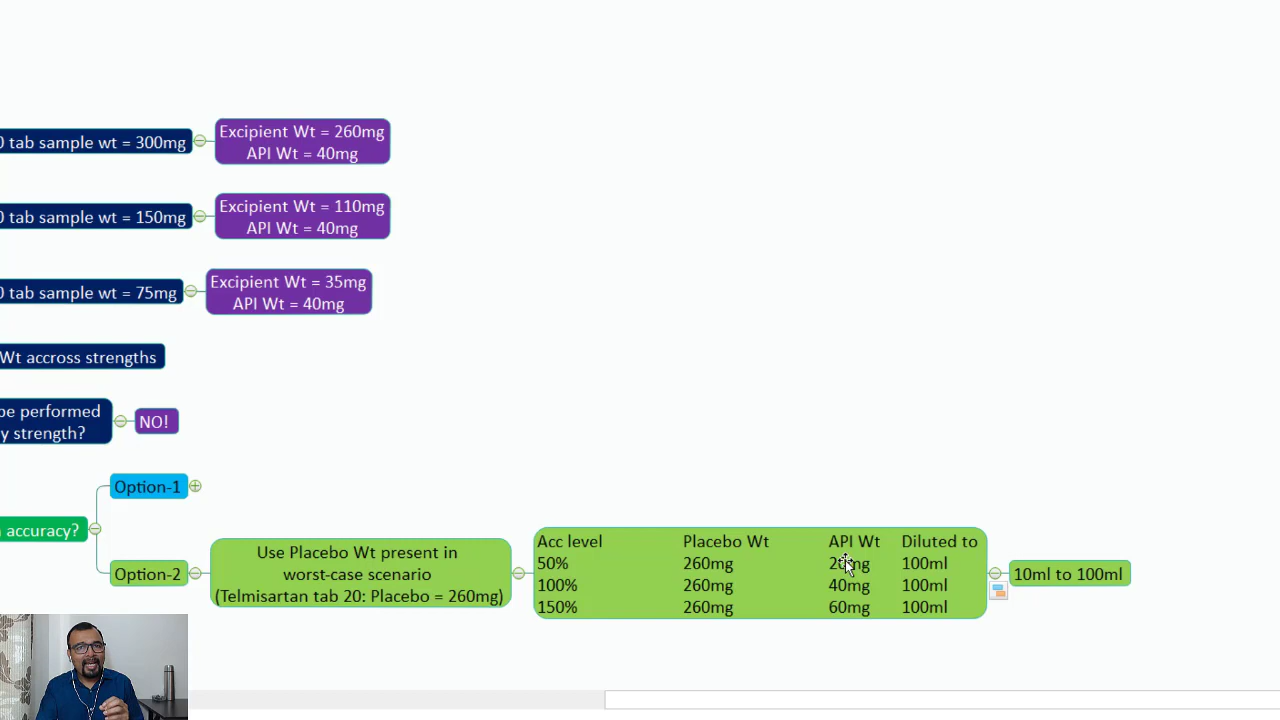 0 tab sample wt = 300mg
Excipient Wt = 260mg
API Wt = 40mg
0 tab sample wt = 150mg
Excipient Wt = 110mg
API Wt = 40mg
0 tab sample wt = 75mg
Excipient Wt = 35mg
API Wt = 40mg
Wt accross strengths
be performed
y strength?
NO!
Option-1
accuracy?
Option-2
Use Placebo Wt present in
worst-case scenario
(Telmisartan tab 20: Placebo = 260mg)
Acc level Placebo Wt API Wt Diluted to
50% 260mg 20mg 100ml
100% 260mg 40mg 100ml
150% 260mg 60mg 100ml
10ml to 100ml